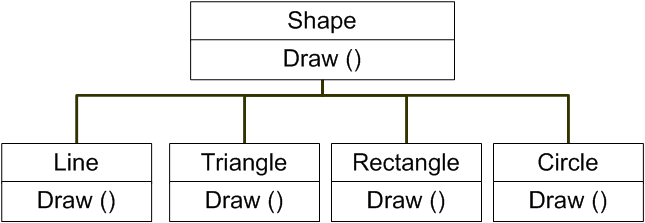 Shape
Draw ()
Line
Triangle
Rectangle
Circle
Draw ()
Draw ()
Draw ()
Draw ()